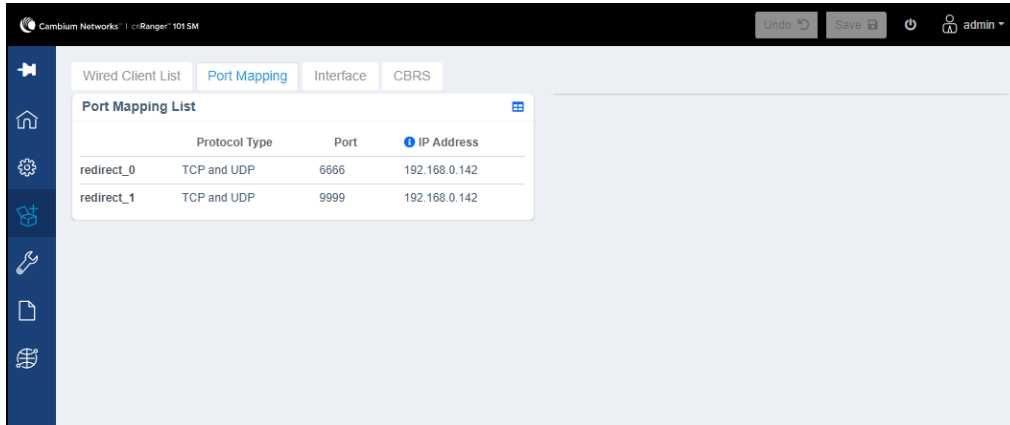 Cambium Networks™ | cnRanger™ 101 SM
Undo
Save
admin
Wired Client List
Port Mapping
Interface
CBRS
Port Mapping List
Protocol Type Port IP Address
redirect_0 TCP and UDP 6666 192.168.0.142
redirect_1 TCP and UDP 9999 192.168.0.142